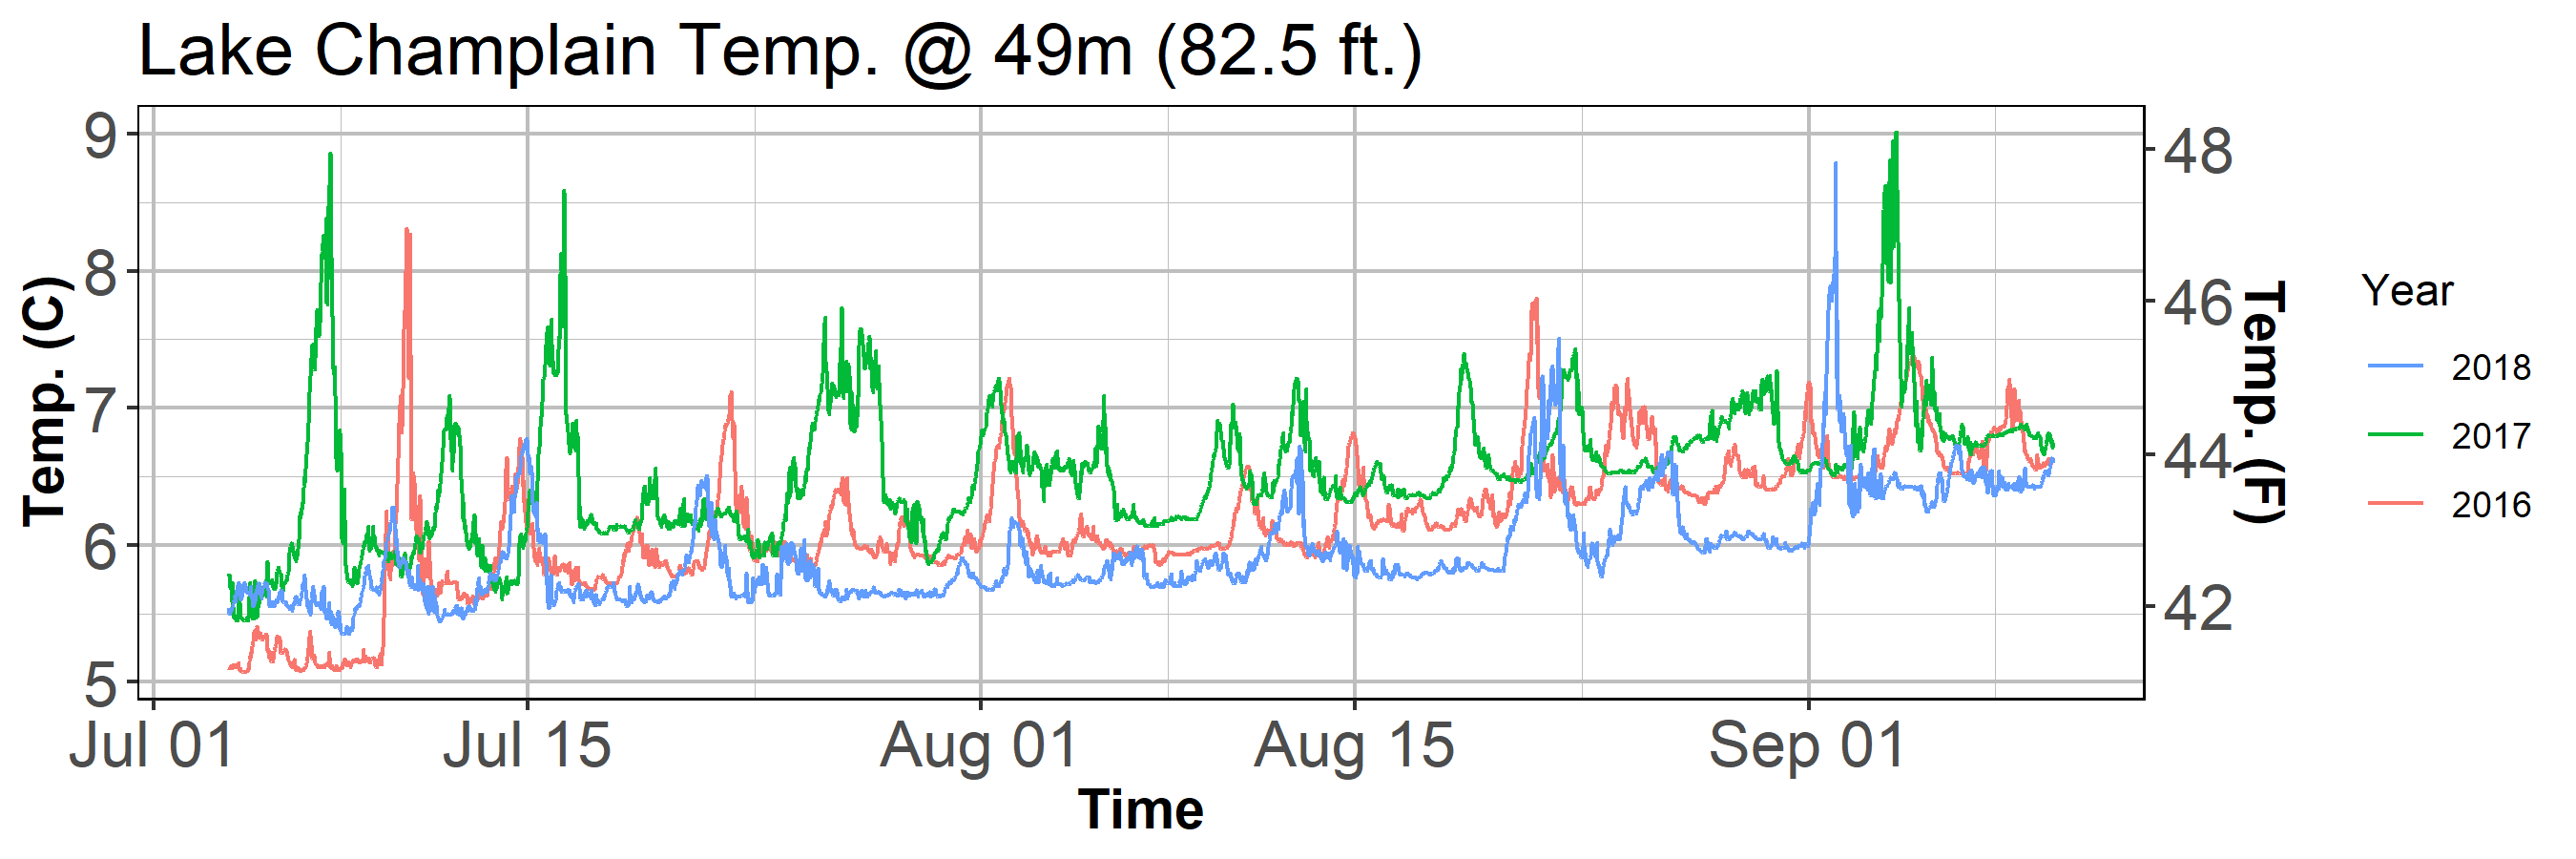 Lake Champlain Temp. @ 49m (82.5 ft.)
9
8
7
6
5
Temp. (C)
48
46
44
42
Temp. (F)
Jul 01
Jul 15
Aug 01
Aug 15
Sep 01
Time
Year
2018
2017
2016